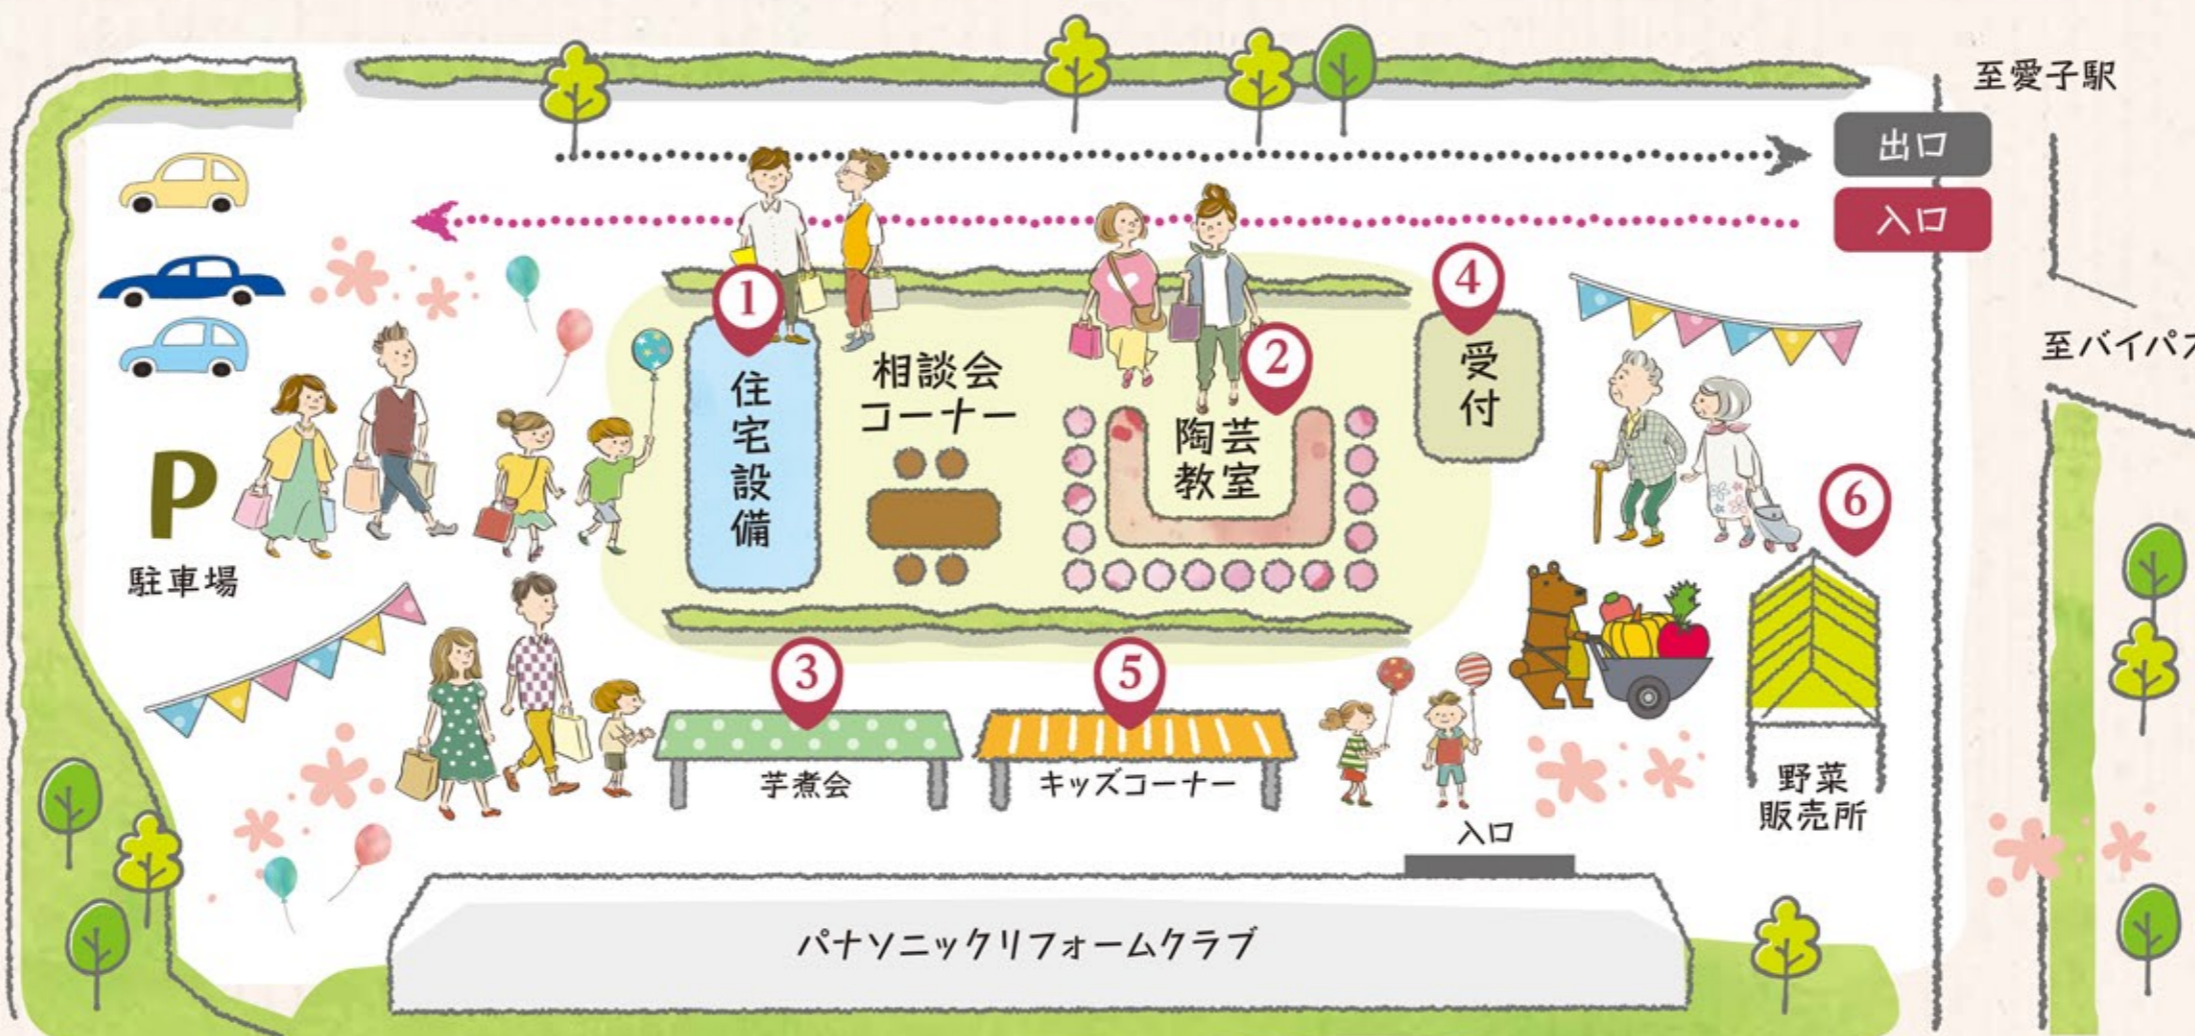 至愛子駅
出口
入口
至バイパス
1
住宅設備
相談会
コーナー
2
陶芸
教室
4
受付
6
P
駐車場
3
芋煮会
5
キッズコーナー
野菜
販売所
入口
パナソニックリフォームクラブ